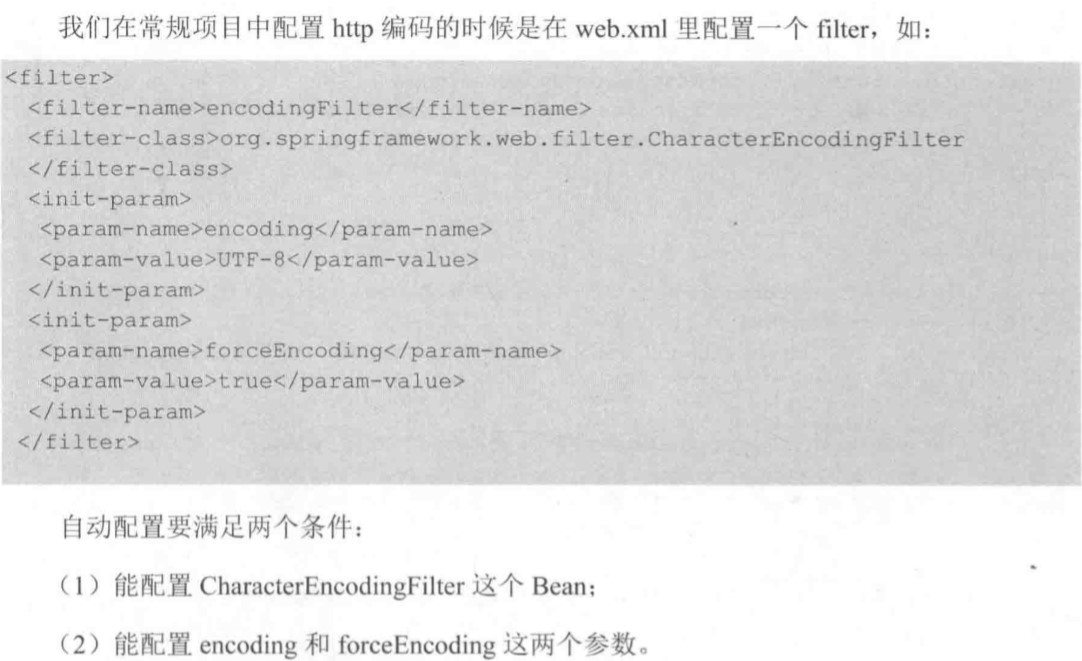 我们在常规项目中配置 http 编码的时候是在 web.xml 里配置一个 filter，如：
<filter>
<filter-name>encodingFilter</filter-name>
<filter-class>org.springframework.web.filter.CharacterEncodingFilter
</filter-class>
<init-param>
<param-name>encoding</param-name>
<param-value>UTF-8</param-value>
</init-param>
<init-param>
<param-name>forceEncoding</param-name>
<param-value>true</param-value>
</init-param>
</filter>
自动配置要满足两个条件：
（1）能配置 CharacterEncodingFilter 这个 Bean；
（2）能配置 encoding 和 forceEncoding 这两个参数。